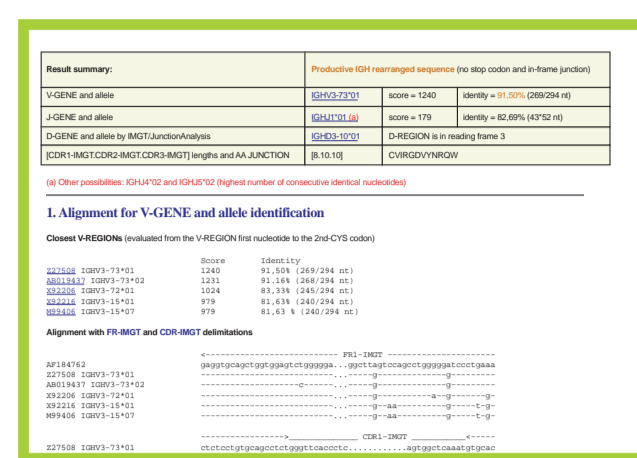 Result summary: Productive IGH rearranged sequence (no stop codon and in-frame junction)
V-GENE and allele IGHV3-73*01 score = 1240 identity = 91,50% (269/294 nt)
J-GENE and allele IGHJ1*01 (a) score = 179 identity = 82,69% (43*52 nt)
D-GENE and allele by IMGT/JunctionAnalysis IGHD3-10*01 D-REGION is in reading frame 3
[CDR1-IMGT.CDR2-IMGT.CDR3-IMGT] lengths and AA JUNCTION [8.10.10] CVIRGDVYNRQW
(a) Other possibilities: IGHJ4*02 and IGHJ5*02 (highest number of consecutive identical nucleotides)
1. Alignment for V-GENE and allele identification
Closest V-REGIONs (evaluated from the V-REGION first nucleotide to the 2nd-CYS codon)
Score Identity
Z27508 IGHV3-73*01 1240 91,50% (269/294 nt)
AB019437 IGHV3-73*02 1231 91.16% (268/294 nt)
X92206 IGHV3-72*01 1024 83,33% (245/294 nt)
X92216 IGHV3-15*01 979 81,63% (240/294 nt)
M99406 IGHV3-15*07 979 81,63 % (240/294 nt)
Alignment with FR-IMGT and CDR-IMGT delimitations
<--------------------------------- FR1-IMGT ----------------------
AF184762 gaggtgcagctggtggagtctggggga...ggcttagtccagcctgggggatccctgaaa
Z27508 IGHV3-73*01 ---------------------------...-----g--------------g---------
AB019437 IGHV3-73*02 --------------------c------...-----g--------------g---------
X92206 IGHV3-72*01 ---------------------------...-----g-----------a--g-------g-
X92216 IGHV3-15*01 ---------------------------...-----g--aa----------g-----t-g-
M99406 IGHV3-15*07 ---------------------------...-----g--aa----------g-----t-g-
----------------->______________ CDR1-IMGT ___________<-----
Z27508 IGHV3-73*01 ctctcctgtgcagcctctgggttcaccctc............agtggctcaaatgtgcac